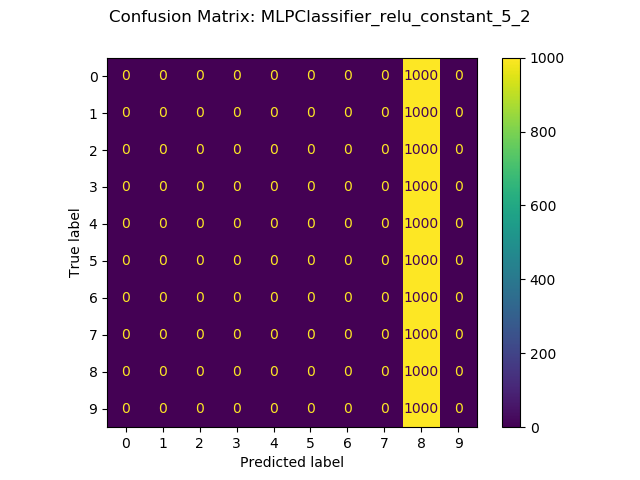 Confusion Matrix: MLPClassifier_relu_constant_5_2
0 0 0 0 0 0 0 0 0 1000 0 1000
1 0 0 0 0 0 0 0 0 1000 0
2 0 0 0 0 0 0 0 0 1000 0 800
3 0 0 0 0 0 0 0 0 1000 0
4 0 0 0 0 0 0 0 0 1000 0 600
True label
5 0 0 0 0 0 0 0 0 1000 0
6 0 0 0 0 0 0 0 0 1000 0 400
7 0 0 0 0 0 0 0 0 1000 0
8 0 0 0 0 0 0 0 0 1000 0 200
9 0 0 0 0 0 0 0 0 1000 0 0
0 1 2 3 4 5 6 7 8 9
Predicted label